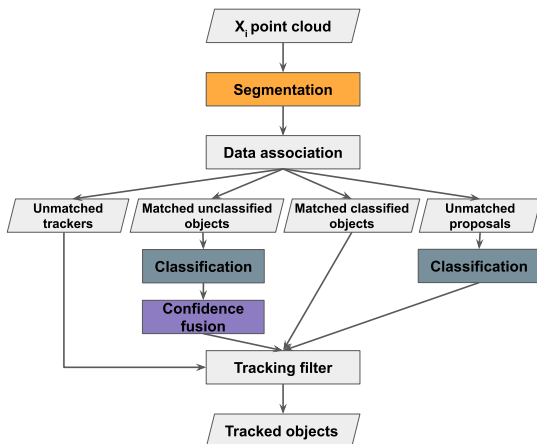 Xi point cloud
Segmentation
Data association
Unmatched
trackers
Matched unclassified
objects
Matched classified
objects
Unmatched
proposals
Classification
Classification
Confidence
fusion
Tracking filter
Tracked objects